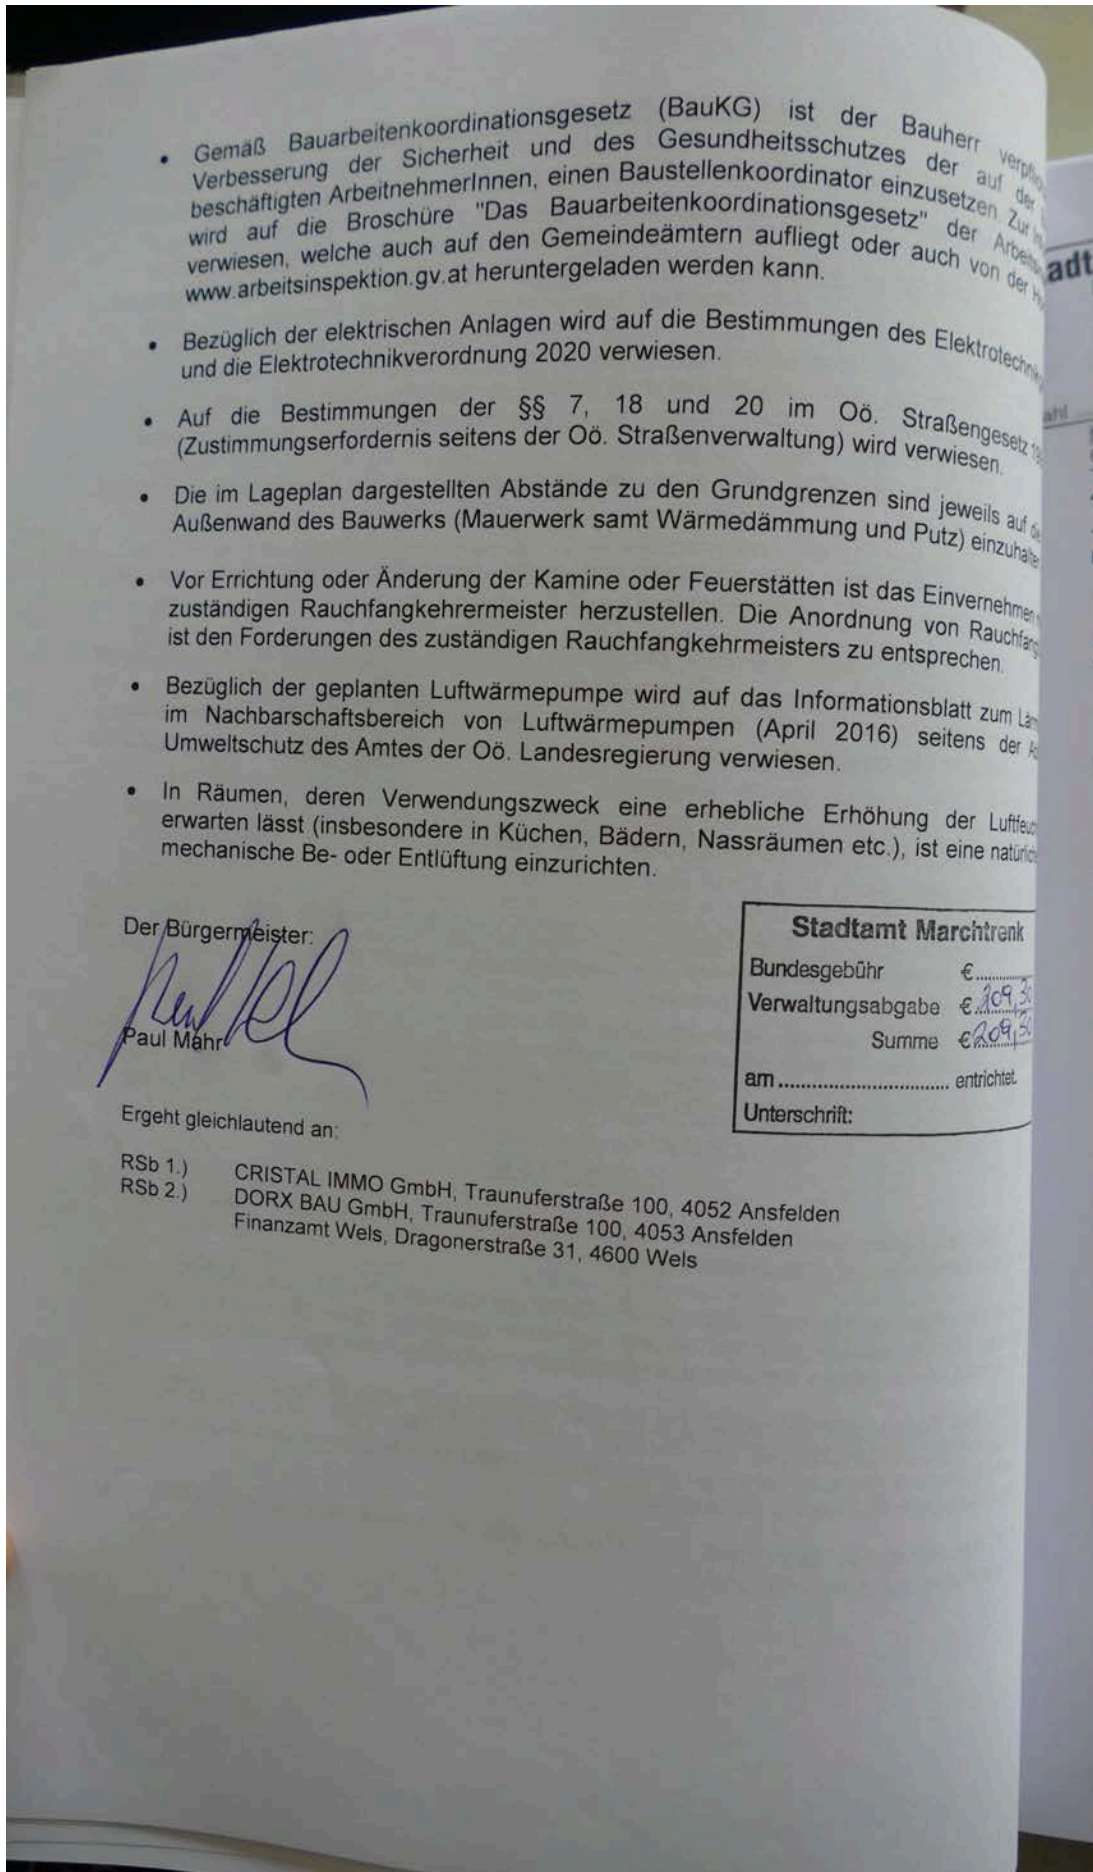 • Gemäß Bauarbeitenkoordinationsgesetz (BauKG) ist der Bauherr
Verbesserung der Sicherheit und des Gesundheitsschutzes der auf der
beschäftigten ArbeitnehmerInnen, einen Baustellenkoordinator einzusetzen. Zur
wird auf die Broschüre "Das Bauarbeitenkoordinationsgesetz" der
verwiesen, welche auch auf den Gemeindeämtern aufliegt oder auch von der
www.arbeitsinspektion.gv.at heruntergeladen werden kann.
• Bezüglich der elektrischen Anlagen wird auf die Bestimmungen des
und die Elektrotechnikverordnung 2020 verwiesen.
• Auf die Bestimmungen der §§ 7, 18 und 20 im Oö. Straßengesetz
(Zustimmungserfordernis seitens der Oö. Straßenverwaltung) wird verwiesen.
• Die im Lageplan dargestellten Abstände zu den Grundgrenzen sind jeweils auf
Außenwand des Bauwerks (Mauerwerk samt Wärmedämmung und Putz)
• Vor Errichtung oder Änderung der Kamine oder Feuerstätten ist das Einvernehmen
zuständigen Rauchfangkehrermeister herzustellen. Die Anordnung von
ist den Forderungen des zuständigen Rauchfangkehrmeisters zu entsprechen.
• Bezüglich der geplanten Luftwärmepumpe wird auf das Informationsblatt zum
im Nachbarschaftsbereich von Luftwärmepumpen (April 2016) seitens der
Umweltschutz des Amtes der Oö. Landesregierung verwiesen.
• In Räumen, deren Verwendungszweck eine erhebliche Erhöhung der
erwarten lässt (insbesondere in Küchen, Bädern, Nassräumen etc.), ist eine
mechanische Be- oder Entlüftung einzurichten.
Der Bürgermeister:
Paul Mahr
Stadtamt Marchtrenk
Bundesgebühr €
Verwaltungsabgabe € 209,30
Summe € 209,30
am .............................. entrichtet.
Unterschrift:
Ergeht gleichlautend an:
RSb 1.) CRISTAL IMMO GmbH, Traunuferstraße 100, 4052 Ansfelden
RSb 2.) DORX BAU GmbH, Traunuferstraße 100, 4053 Ansfelden
Finanzamt Wels, Dragonerstraße 31, 4600 Wels